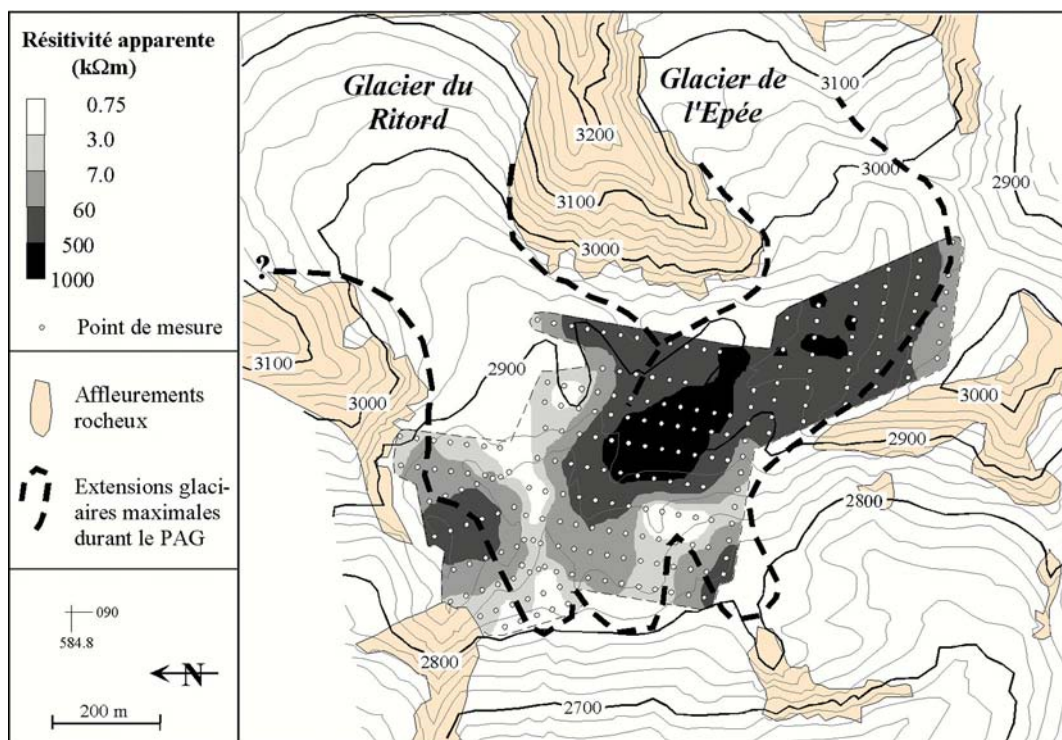 Résitivité apparente
(kΩm)
0.75
3.0
7.0
60
500
1000
Point de mesure
Affleurements
rocheux
Extensions glaci-
aires maximales
durant le PAG
090
584.8
N
200 m
Glacier du
Ritord
Glacier de
l'Epée
3100
3200
3000
2900
3100
3000
?
3100
2900
3000
3000
2900
2800
2800
2700